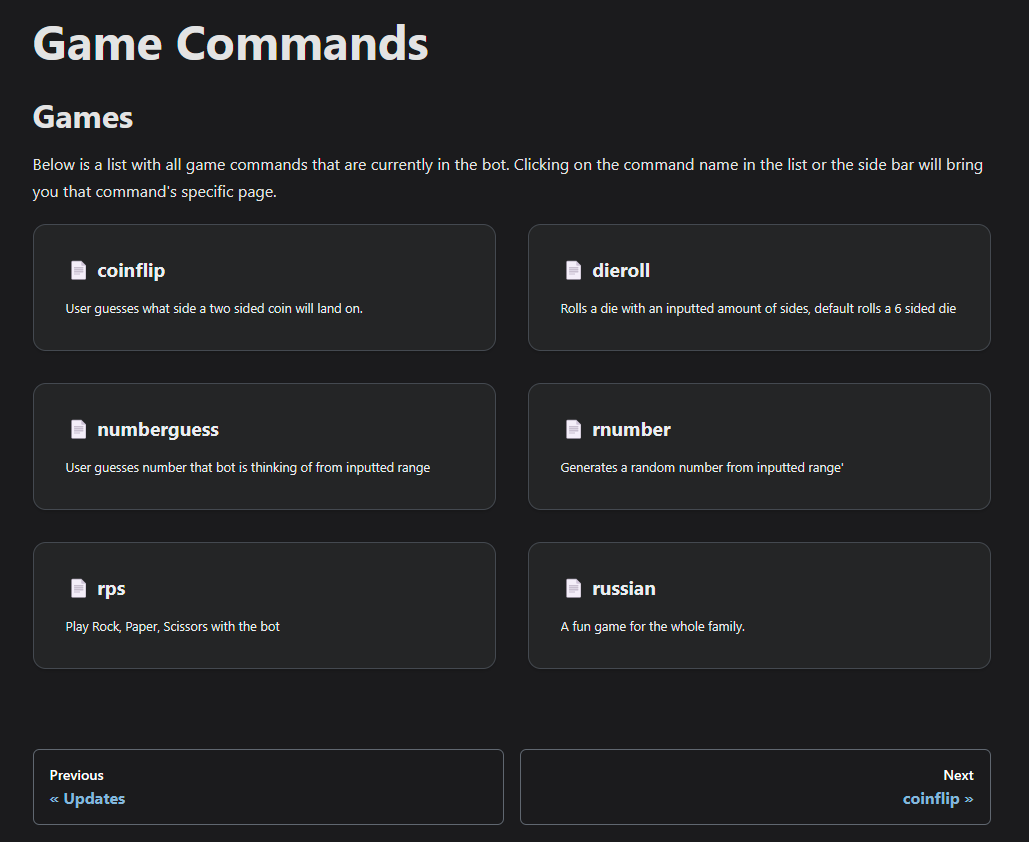 Game Commands
Games
Below is a list with all game commands that are currently in the bot. Clicking on the command name in the list or the side bar will bring
you that command's specific page.
coinflip
User guesses what side a two sided coin will land on.
dieroll
Rolls a die with an inputted amount of sides, default rolls a 6 sided die
numberguess
User guesses number that bot is thinking of from inputted range
rnumber
Generates a random number from inputted range'
rps
Play Rock, Paper, Scissors with the bot
russian
A fun game for the whole family.
Previous
« Updates
Next
coinflip »